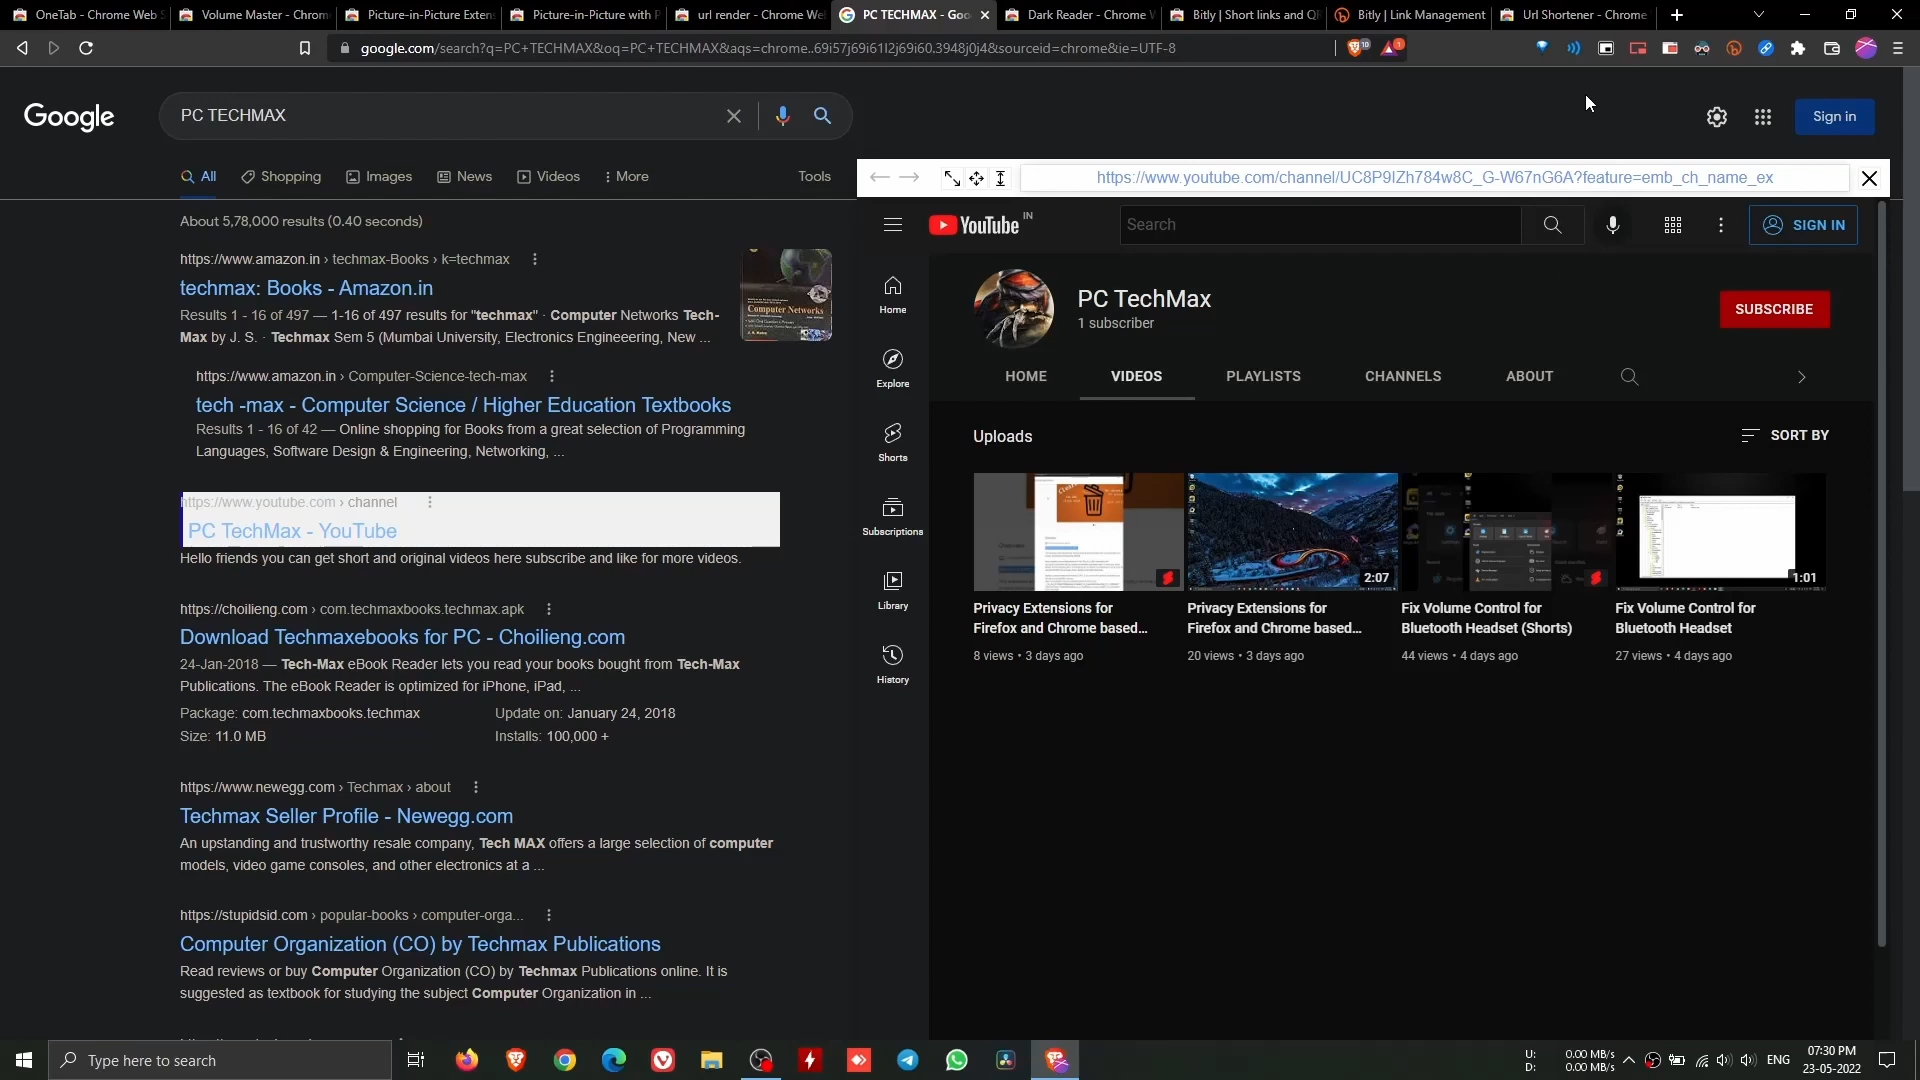 OneTab - Chrome Web S
Volume Master - Chrom
Picture-in-Picture Exten
Picture-in-Picture with P
url render - Chrome Wel
PC TECHMAX - Goo
Dark Reader - Chrome V
Bitly | Short links and QR
Bitly | Link Management
Url Shortener - Chrome
google.com/search?q=PC+TECHMAX&oq=PC+TECHMAX&aqs=chrome..69i57j69i61l2j69i60.3948j0j4&sourceid=chrome&ie=UTF-8
10
1
Google
PC TECHMAX
Sign in
All
Shopping
Images
News
Videos
More
Tools
About 5,78,000 results (0.40 seconds)
https://www.amazon.in › techmax-Books › k=techmax
techmax: Books - Amazon.in
Results 1 - 16 of 497 — 1-16 of 497 results for "techmax" · Computer Networks Tech-
Max by J. S. · Techmax Sem 5 (Mumbai University, Electronics Engineeering, New ...
Computer Networks
https://www.amazon.in › Computer-Science-tech-max
tech -max - Computer Science / Higher Education Textbooks
Results 1 - 16 of 42 — Online shopping for Books from a great selection of Programming
Languages, Software Design & Engineering, Networking, ...
https://www.youtube.com › channel
PC TechMax - YouTube
Hello friends you can get short and original videos here subscribe and like for more videos.
https://choilieng.com › com.techmaxbooks.techmax.apk
Download Techmaxebooks for PC - Choilieng.com
24-Jan-2018 — Tech-Max eBook Reader lets you read your books bought from Tech-Max
Publications. The eBook Reader is optimized for iPhone, iPad, ...
Package: com.techmaxbooks.techmax
Update on: January 24, 2018
Size: 11.0 MB
Installs: 100,000 +
https://www.newegg.com › Techmax › about
Techmax Seller Profile - Newegg.com
An upstanding and trustworthy resale company, Tech MAX offers a large selection of computer
models, video game consoles, and other electronics at a ...
https://stupidsid.com › popular-books › computer-orga...
Computer Organization (CO) by Techmax Publications
Read reviews or buy Computer Organization (CO) by Techmax Publications online. It is
suggested as textbook for studying the subject Computer Organization in ...
https://www.youtube.com/channel/UC8P9IZh784w8C_G-W67nG6A?feature=emb_ch_name_ex
YouTube IN
Search
SIGN IN
Home
Explore
Shorts
Subscriptions
Library
History
PC TechMax
1 subscriber
SUBSCRIBE
HOME
VIDEOS
PLAYLISTS
CHANNELS
ABOUT
Uploads
SORT BY
2:07
1:01
Privacy Extensions for
Firefox and Chrome based...
8 views • 3 days ago
Privacy Extensions for
Firefox and Chrome based...
20 views • 3 days ago
Fix Volume Control for
Bluetooth Headset (Shorts)
44 views • 4 days ago
Fix Volume Control for
Bluetooth Headset
27 views • 4 days ago
Type here to search
U: 0.00 MB/s
D: 0.00 MB/s
ENG
07:30 PM
23-05-2022